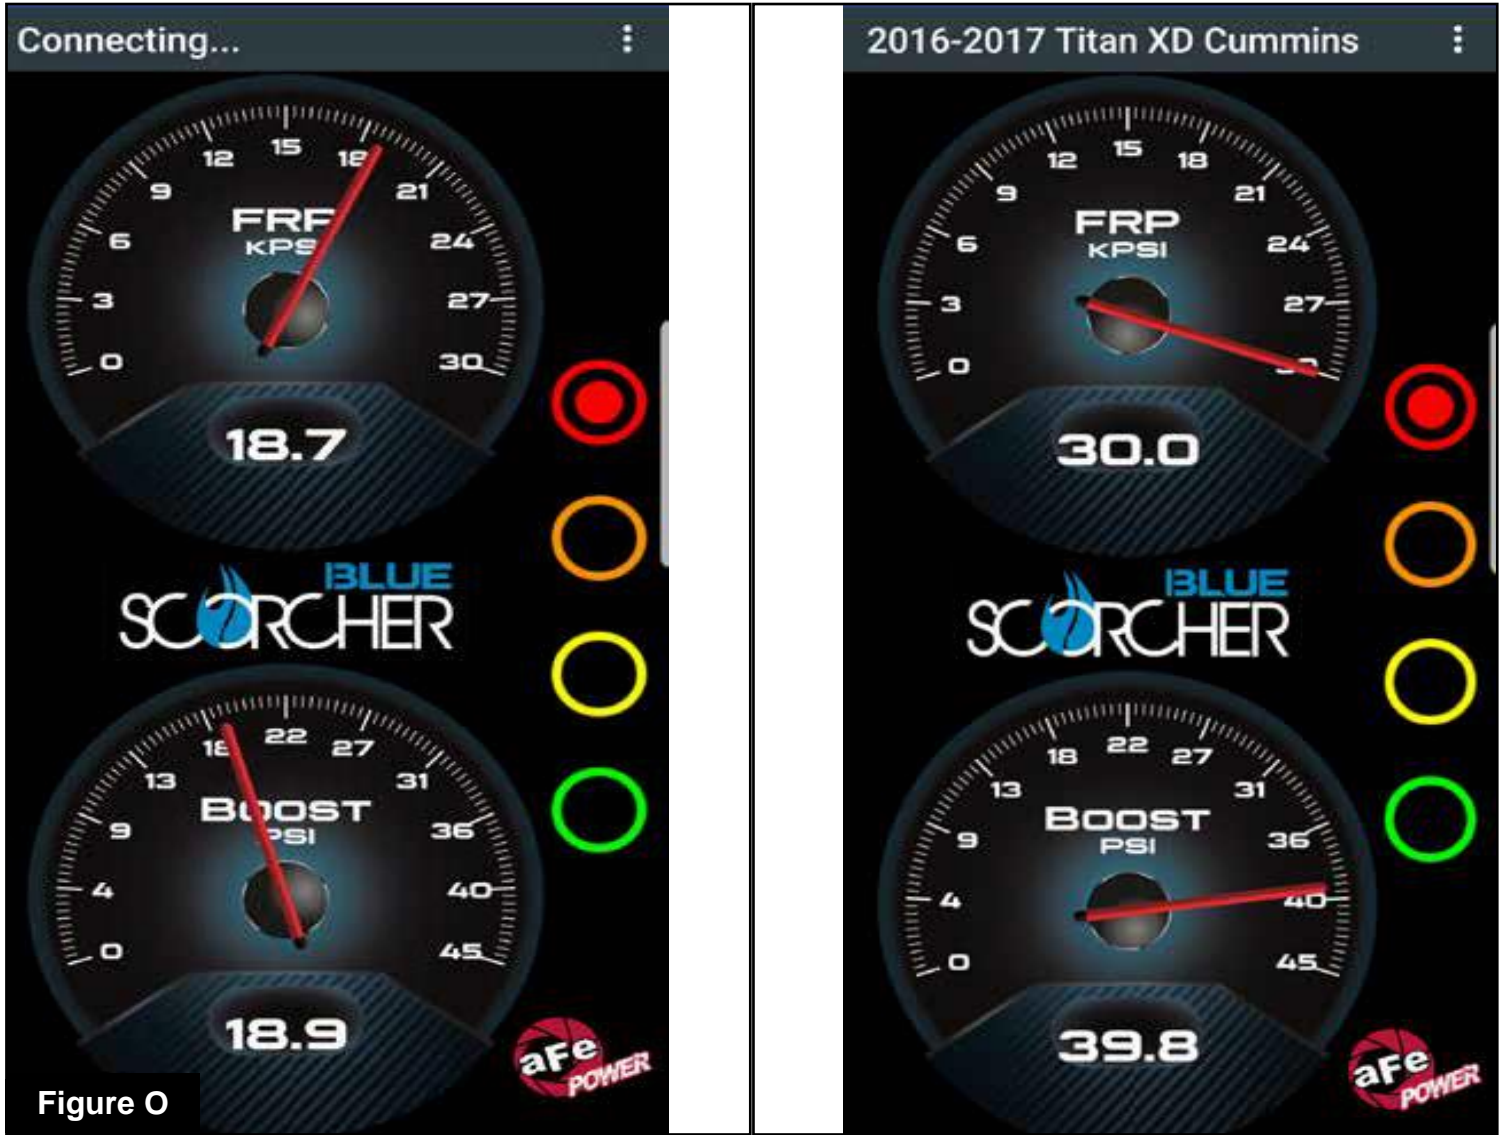 Connecting...
12 15 18
9 21
FRP
6 KPSI 24
3 27
0 30
18.7
BLUE
SCORCHER
18 22 27
13 31
BOOST
9 PSI 36
4 40
0 45
18.9
aFe
POWER
Figure O
2016-2017 Titan XD Cummins
12 15 18
9 21
FRP
6 KPSI 24
3 27
0 30
30.0
BLUE
SCORCHER
18 22 27
13 31
BOOST
9 PSI 36
4 40
0 45
39.8
aFe
POWER